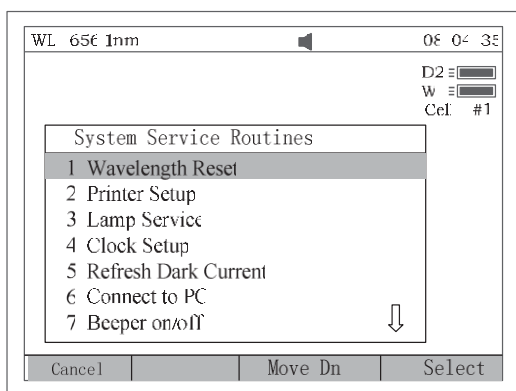 WL 656 1nm 08 04 35
D2
W
Cell #1
System Service Routines
1 Wavelength Reset
2 Printer Setup
3 Lamp Service
4 Clock Setup
5 Refresh Dark Current
6 Connect to PC
7 Beeper on/off
Cancel Move Dn Select